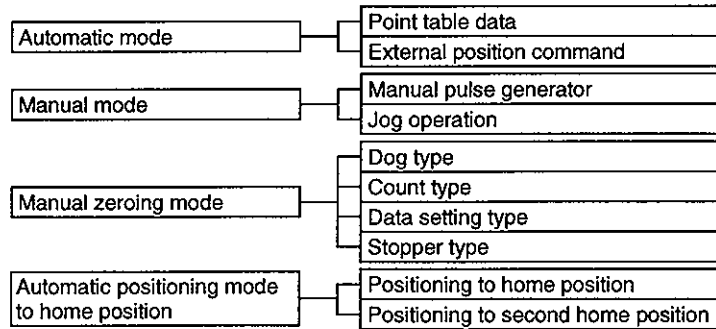 Automatic mode
Point table data
External position command
Manual mode
Manual pulse generator
Jog operation
Manual zeroing mode
Dog type
Count type
Data setting type
Stopper type
Automatic positioning mode
to home position
Positioning to home position
Positioning to second home position